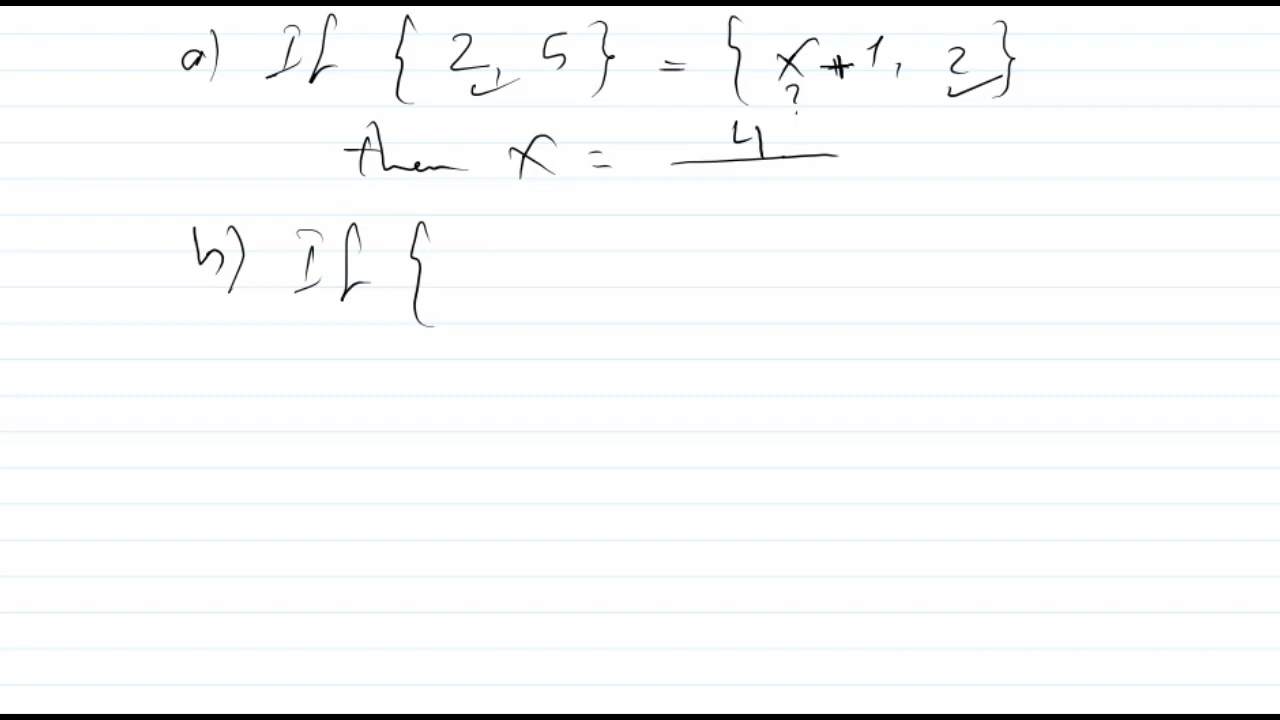 a) If { 2, 5 } = { x + 1, 2 }
?
then x = 4
b) If {